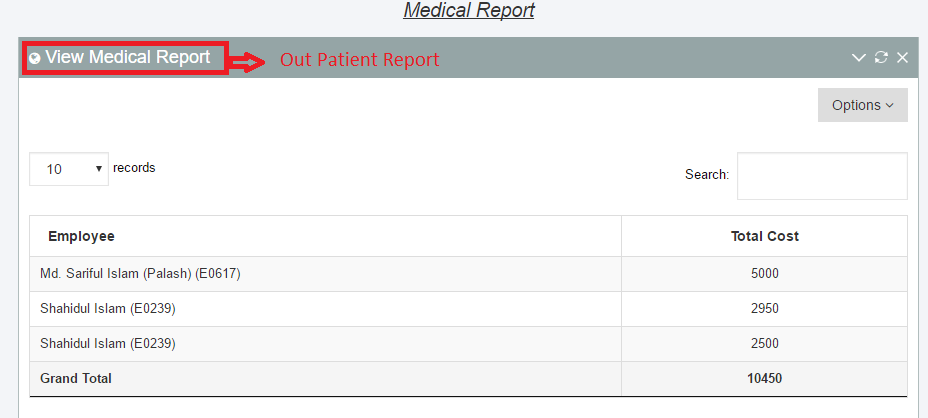 Medical Report
View Medical Report Out Patient Report
Options
10 records
Search:
Employee Total Cost
Md. Sariful Islam (Palash) (E0617) 5000
Shahidul Islam (E0239) 2950
Shahidul Islam (E0239) 2500
Grand Total 10450